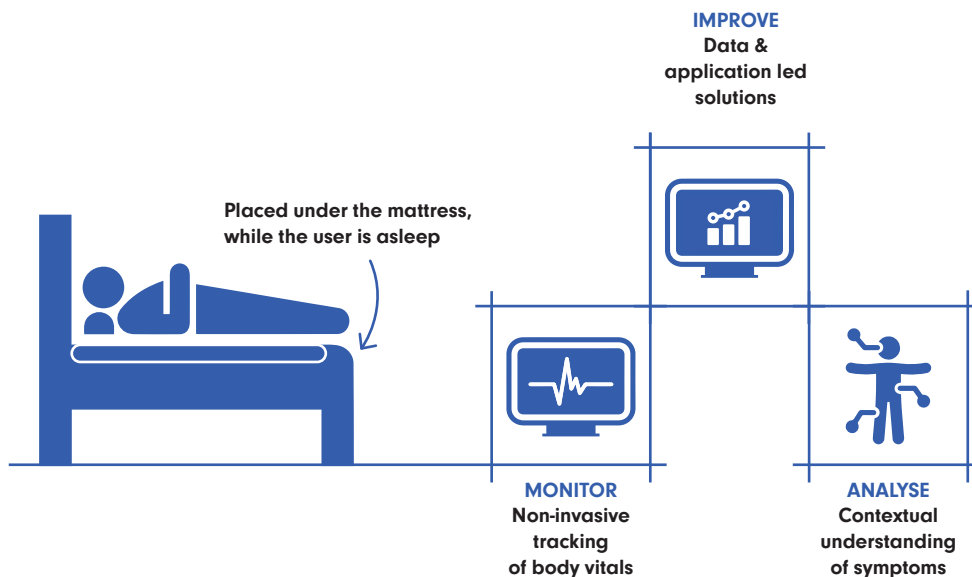 IMPROVE
Data &
application led
solutions
Placed under the mattress,
while the user is asleep
MONITOR
Non-invasive
tracking
of body vitals
ANALYSE
Contextual
understanding
of symptoms